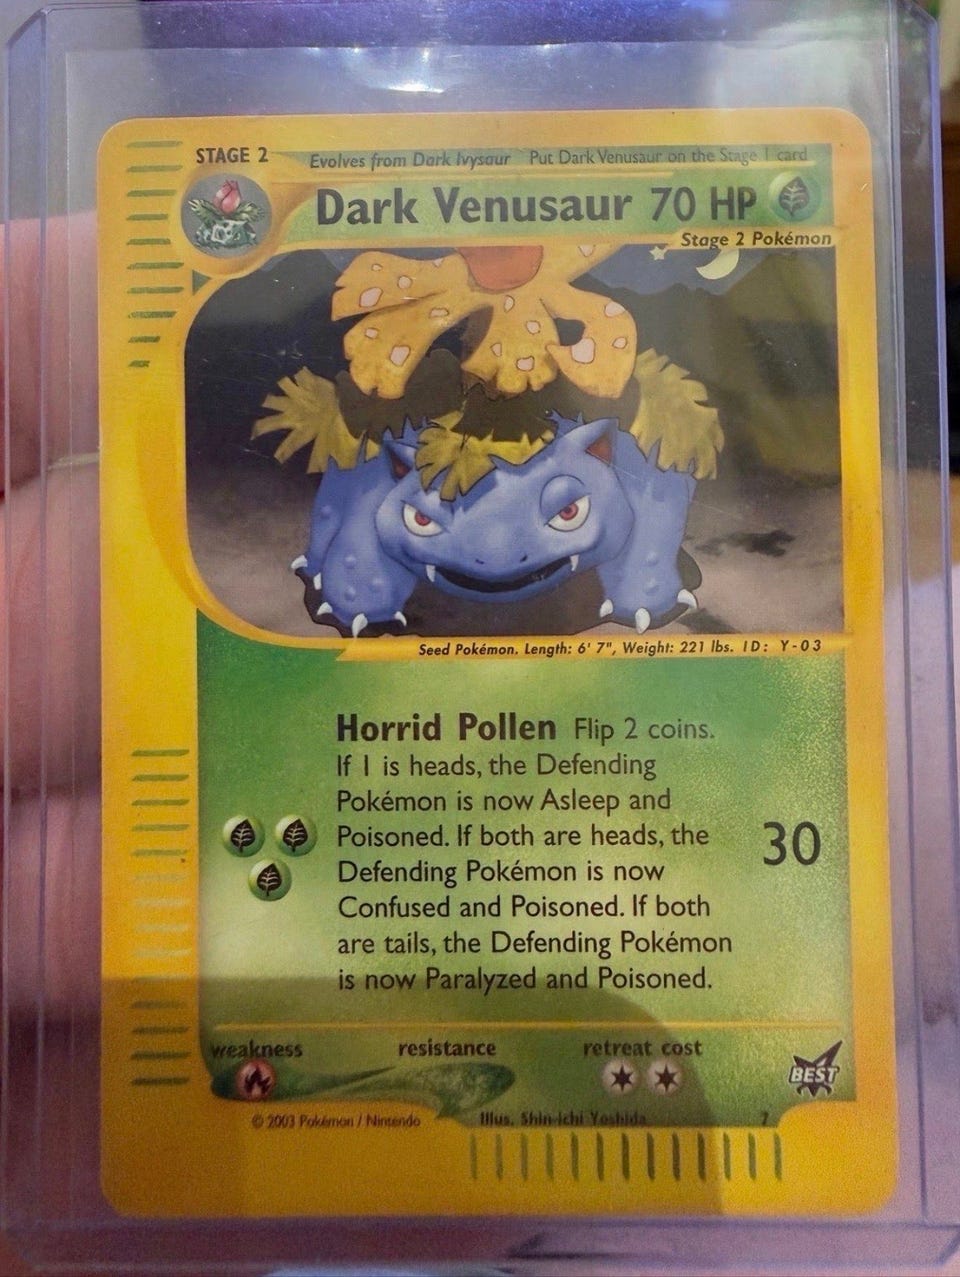 STAGE 2 Evolves from Dark Ivysaur Put Dark Venusaur on the Stage 1 card
Dark Venusaur 70 HP
Stage 2 Pokémon
Seed Pokémon. Length: 6' 7", Weight: 221 lbs. ID: Y-03
Horrid Pollen Flip 2 coins.
If 1 is heads, the Defending
Pokémon is now Asleep and
Poisoned. If both are heads, the
Defending Pokémon is now
Confused and Poisoned. If both
are tails, the Defending Pokémon
is now Paralyzed and Poisoned.
30
weakness resistance retreat cost
BEST
© 2003 Pokémon / Nintendo Illus. Shin-ichi Yoshida 7